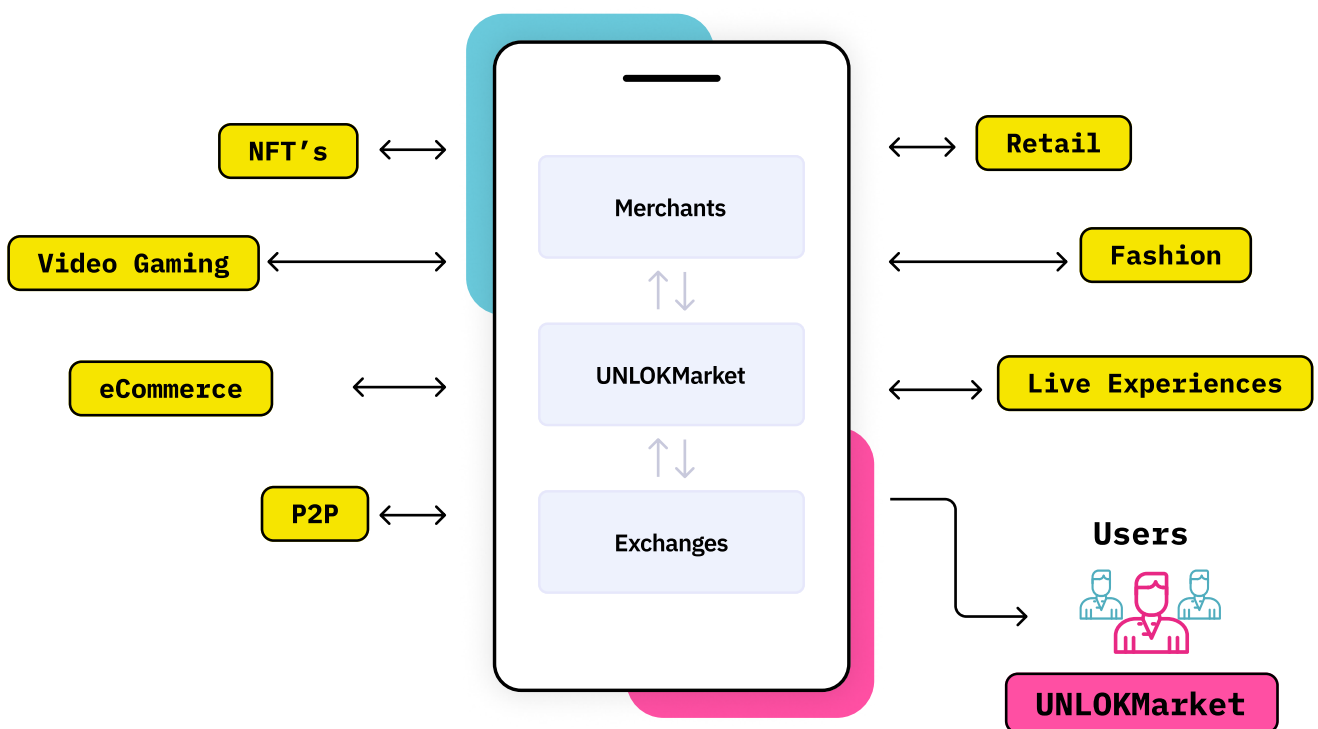 NFT’s
Video Gaming
eCommerce
P2P
Merchants
UNLOKMarket
Exchanges
Retail
Fashion
Live Experiences
Users
UNLOKMarket